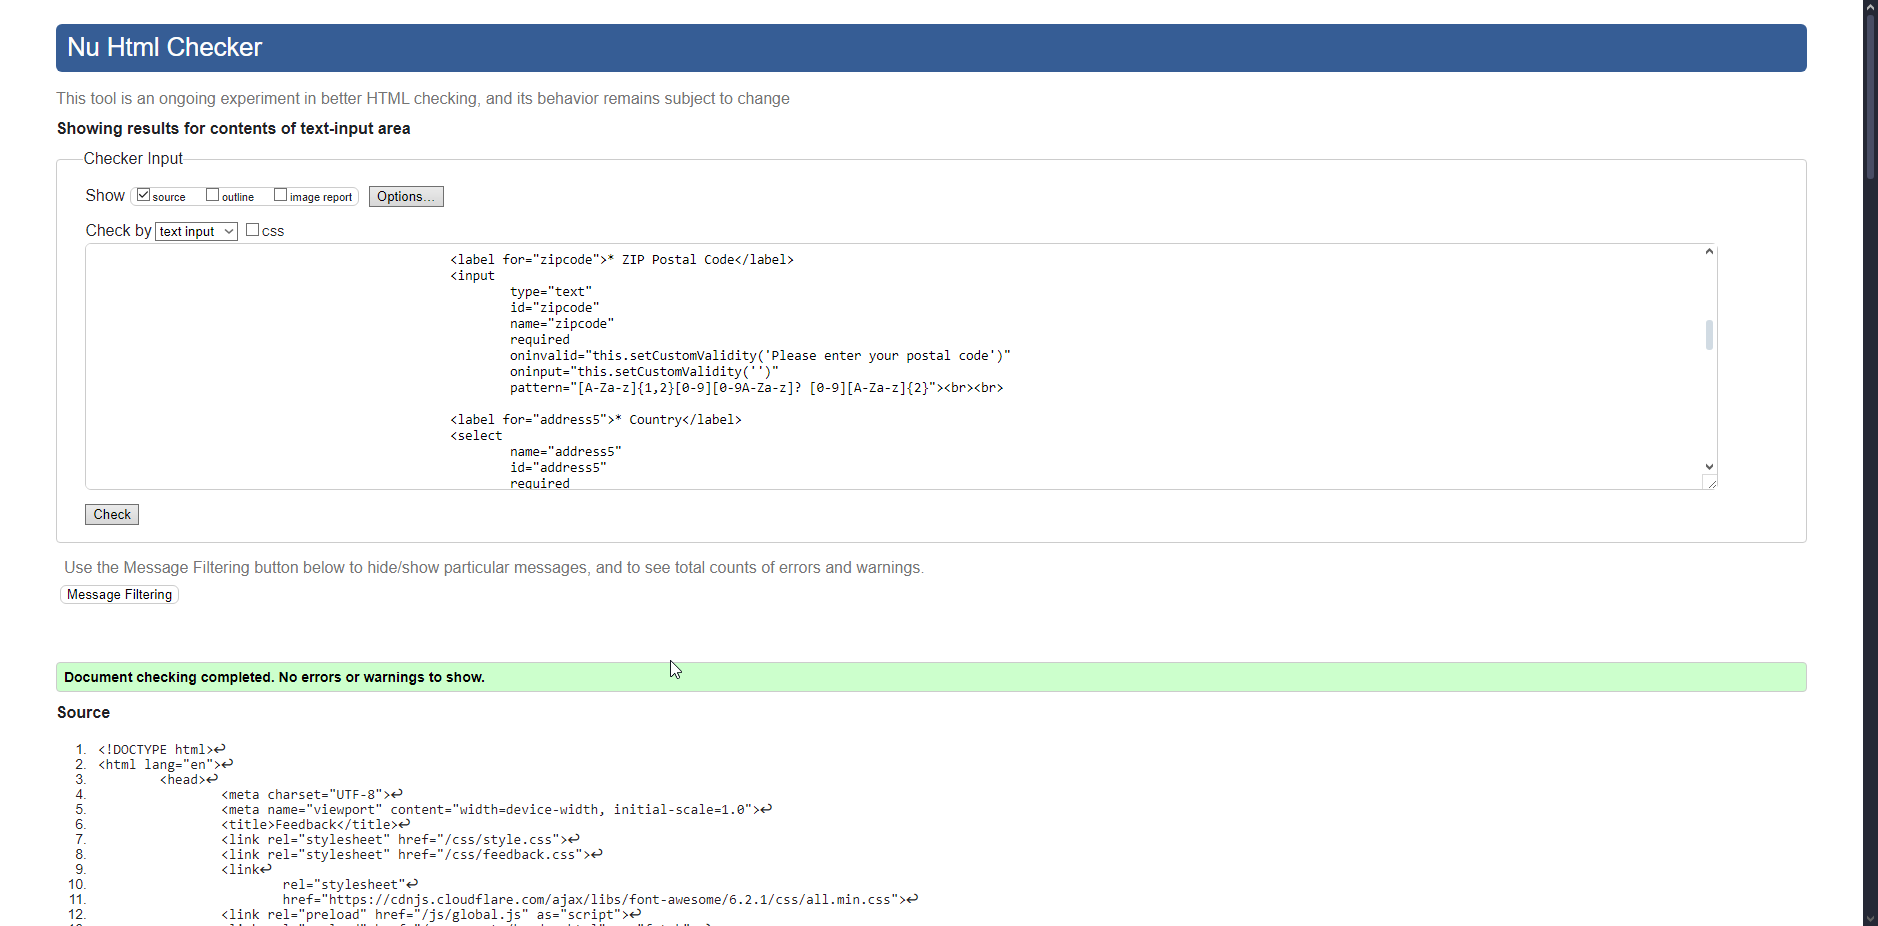 Nu Html Checker
This tool is an ongoing experiment in better HTML checking, and its behavior remains subject to change
Showing results for contents of text-input area
Checker Input
Show source outline image report Options...
Check by text input css
<label for="zipcode">* ZIP Postal Code</label>
<input
type="text"
id="zipcode"
name="zipcode"
required
oninvalid="this.setCustomValidity('Please enter your postal code')"
oninput="this.setCustomValidity('')"
pattern="[A-Za-z]{1,2}[0-9][0-9A-Za-z]? [0-9][A-Za-z]{2}"><br><br>
<label for="address5">* Country</label>
<select
name="address5"
id="address5"
required
Check
Use the Message Filtering button below to hide/show particular messages, and to see total counts of errors and warnings.
Message Filtering
Document checking completed. No errors or warnings to show.
Source
1. <!DOCTYPE html>↩
2. <html lang="en">↩
3. <head>↩
4. <meta charset="UTF-8">↩
5. <meta name="viewport" content="width=device-width, initial-scale=1.0">↩
6. <title>Feedback</title>↩
7. <link rel="stylesheet" href="/css/style.css">↩
8. <link rel="stylesheet" href="/css/feedback.css">↩
9. <link↩
10. rel="stylesheet"↩
11. href="https://cdnjs.cloudflare.com/ajax/libs/font-awesome/6.2.1/css/all.min.css">↩
12. <link rel="preload" href="/js/global.js" as="script">↩